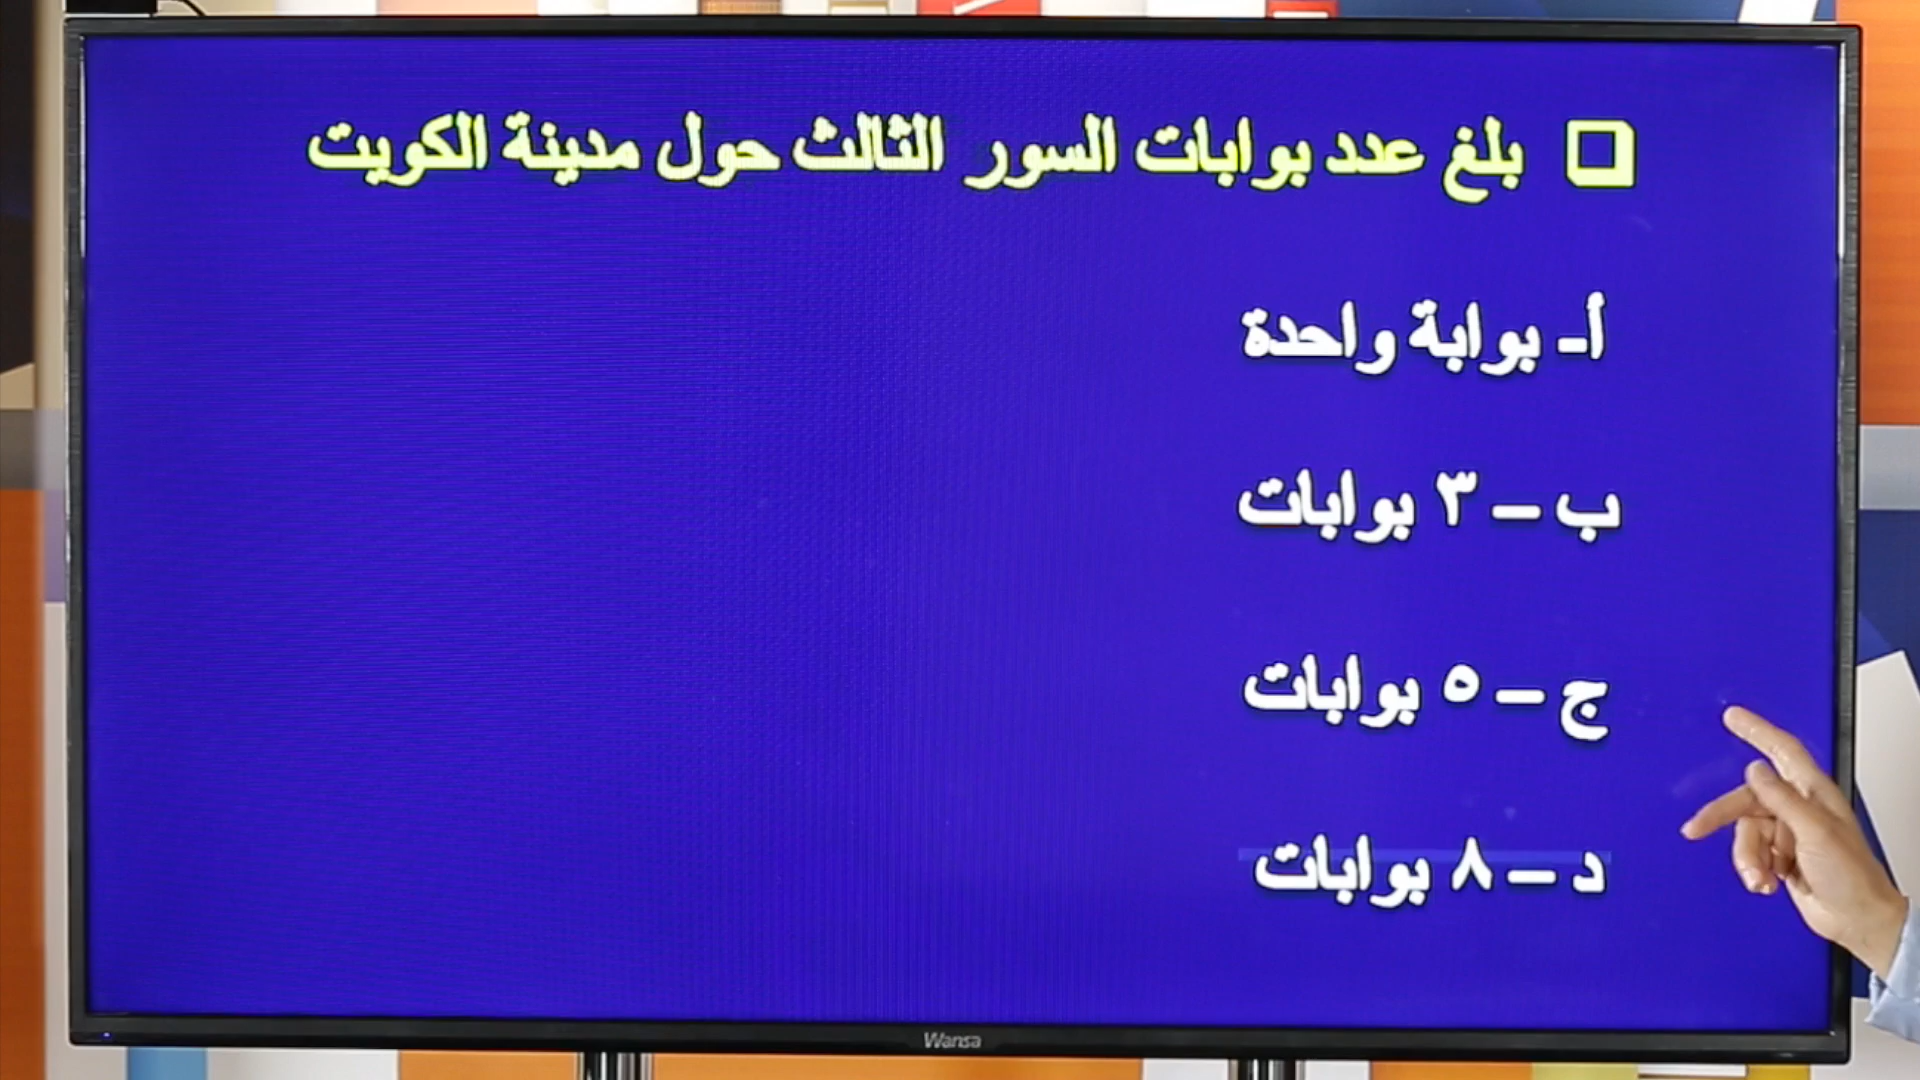 ❑ بلغ عدد بوابات السور الثالث حول مدينة الكويت
أ- بوابة واحدة
ب – ٣ بوابات
ج – ٥ بوابات
د – ٨ بوابات
Wansa